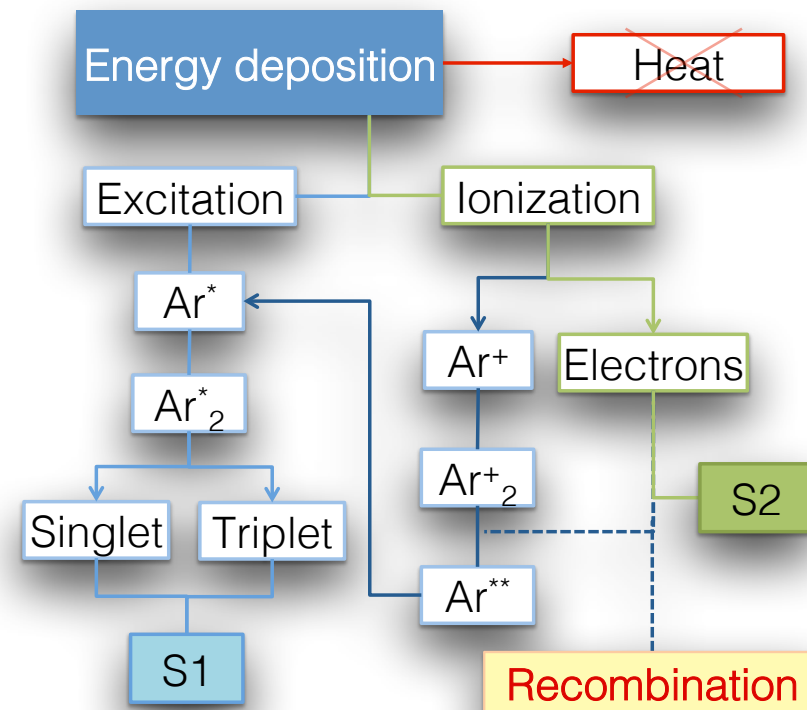 Energy deposition
Heat
Excitation
Ionization
Ar*
Ar⁺
Electrons
Ar*₂
Ar⁺₂
S2
Singlet
Triplet
Ar**
S1
Recombination